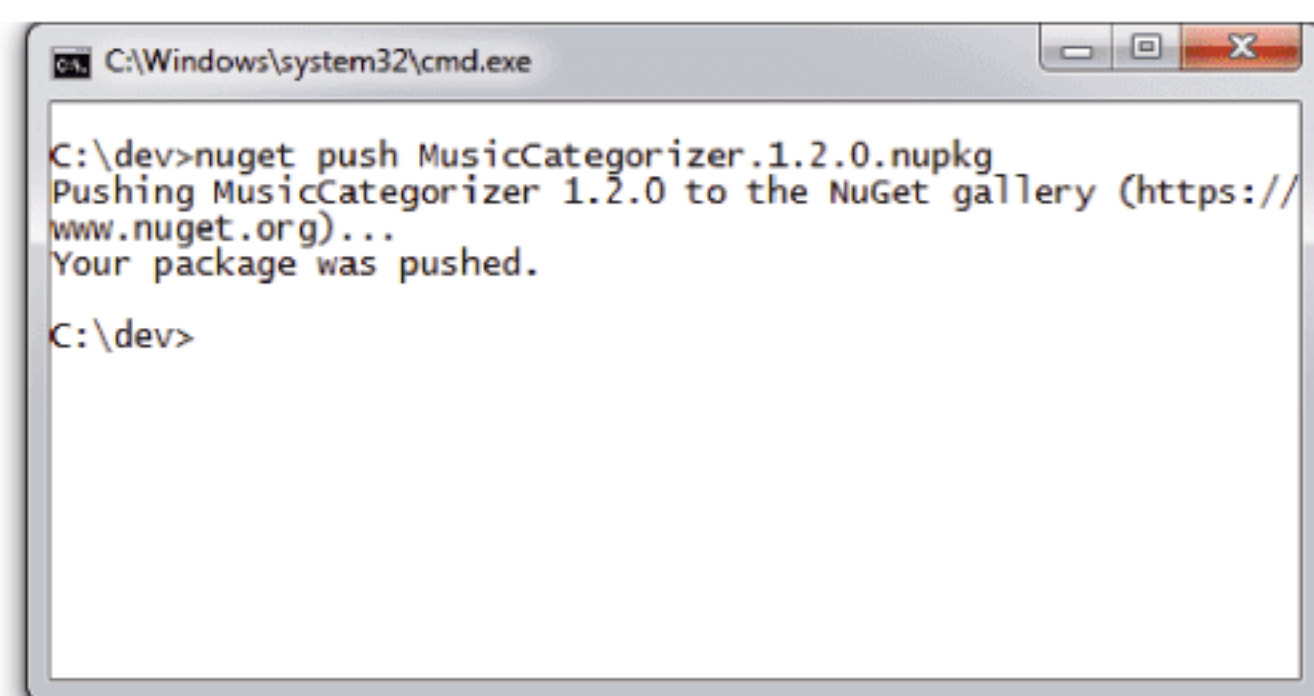 C:\Windows\system32\cmd.exe
C:\dev>nuget push MusicCategorizer.1.2.0.nupkg
Pushing MusicCategorizer 1.2.0 to the NuGet gallery (https://
www.nuget.org)...
Your package was pushed.
C:\dev>